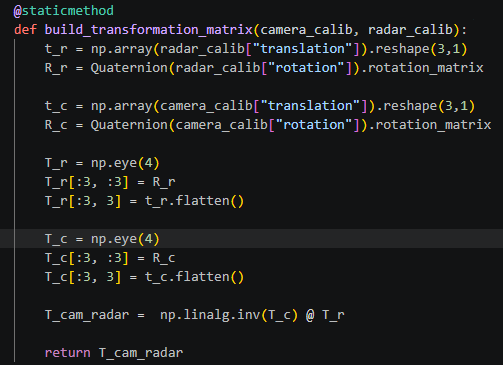 @staticmethod
def build_transformation_matrix(camera_calib, radar_calib):
t_r = np.array(radar_calib["translation"]).reshape(3,1)
R_r = Quaternion(radar_calib["rotation"]).rotation_matrix
t_c = np.array(camera_calib["translation"]).reshape(3,1)
R_c = Quaternion(camera_calib["rotation"]).rotation_matrix
T_r = np.eye(4)
T_r[:3, :3] = R_r
T_r[:3, 3] = t_r.flatten()
T_c = np.eye(4)
T_c[:3, :3] = R_c
T_c[:3, 3] = t_c.flatten()
T_cam_radar =  np.linalg.inv(T_c) @ T_r
return T_cam_radar